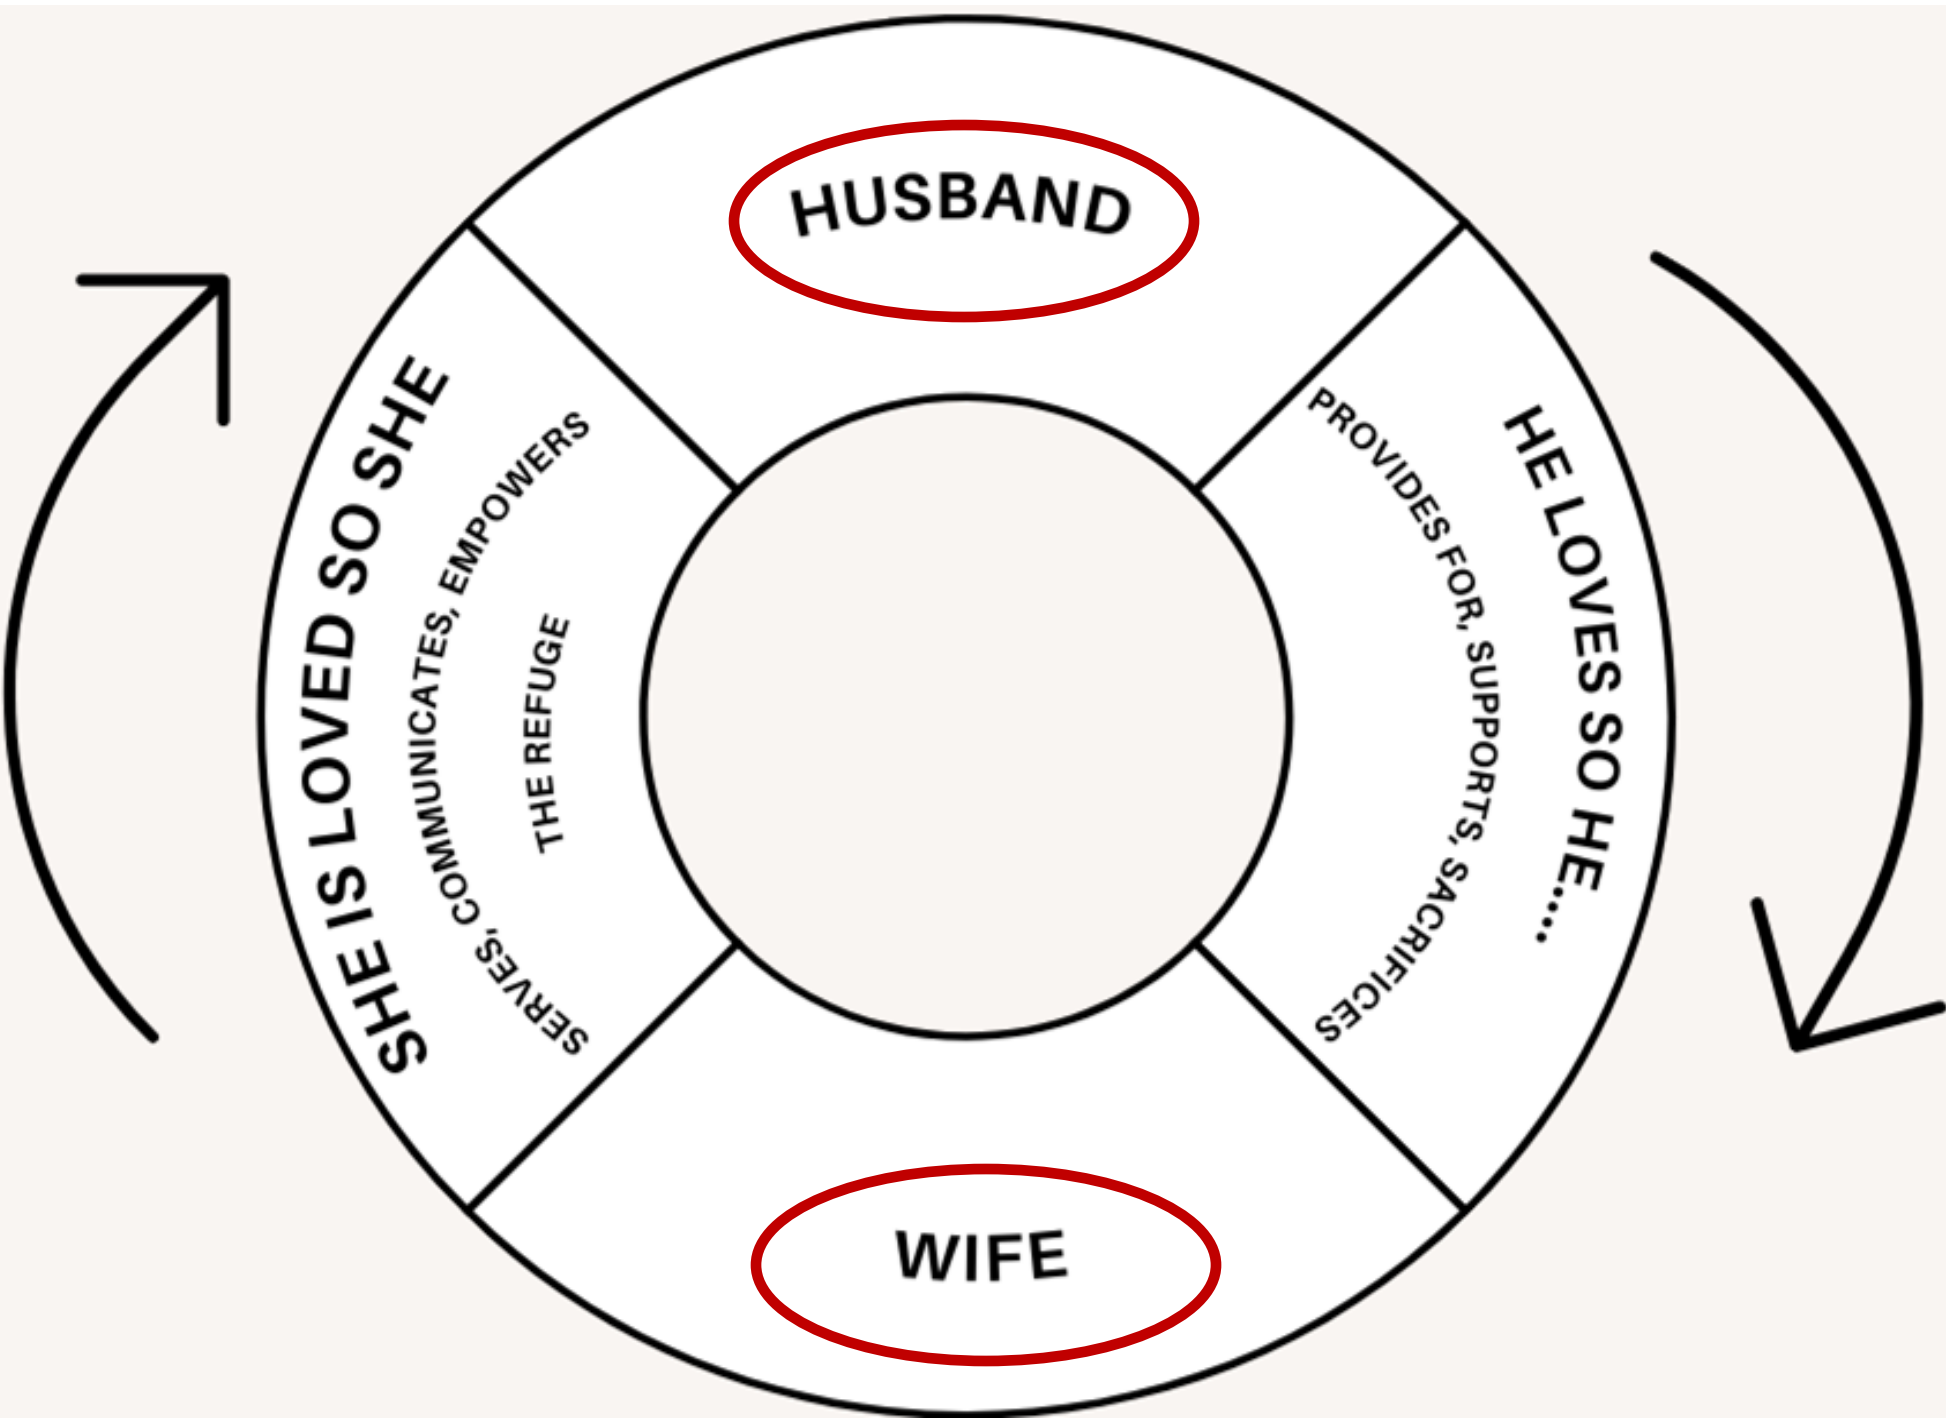 HUSBAND
HE LOVES SO HE....
PROVIDES FOR, SUPPORTS, SACRIFICES
WIFE
SHE IS LOVED SO SHE
SERVES, COMMUNICATES, EMPOWERS
THE REFUGE